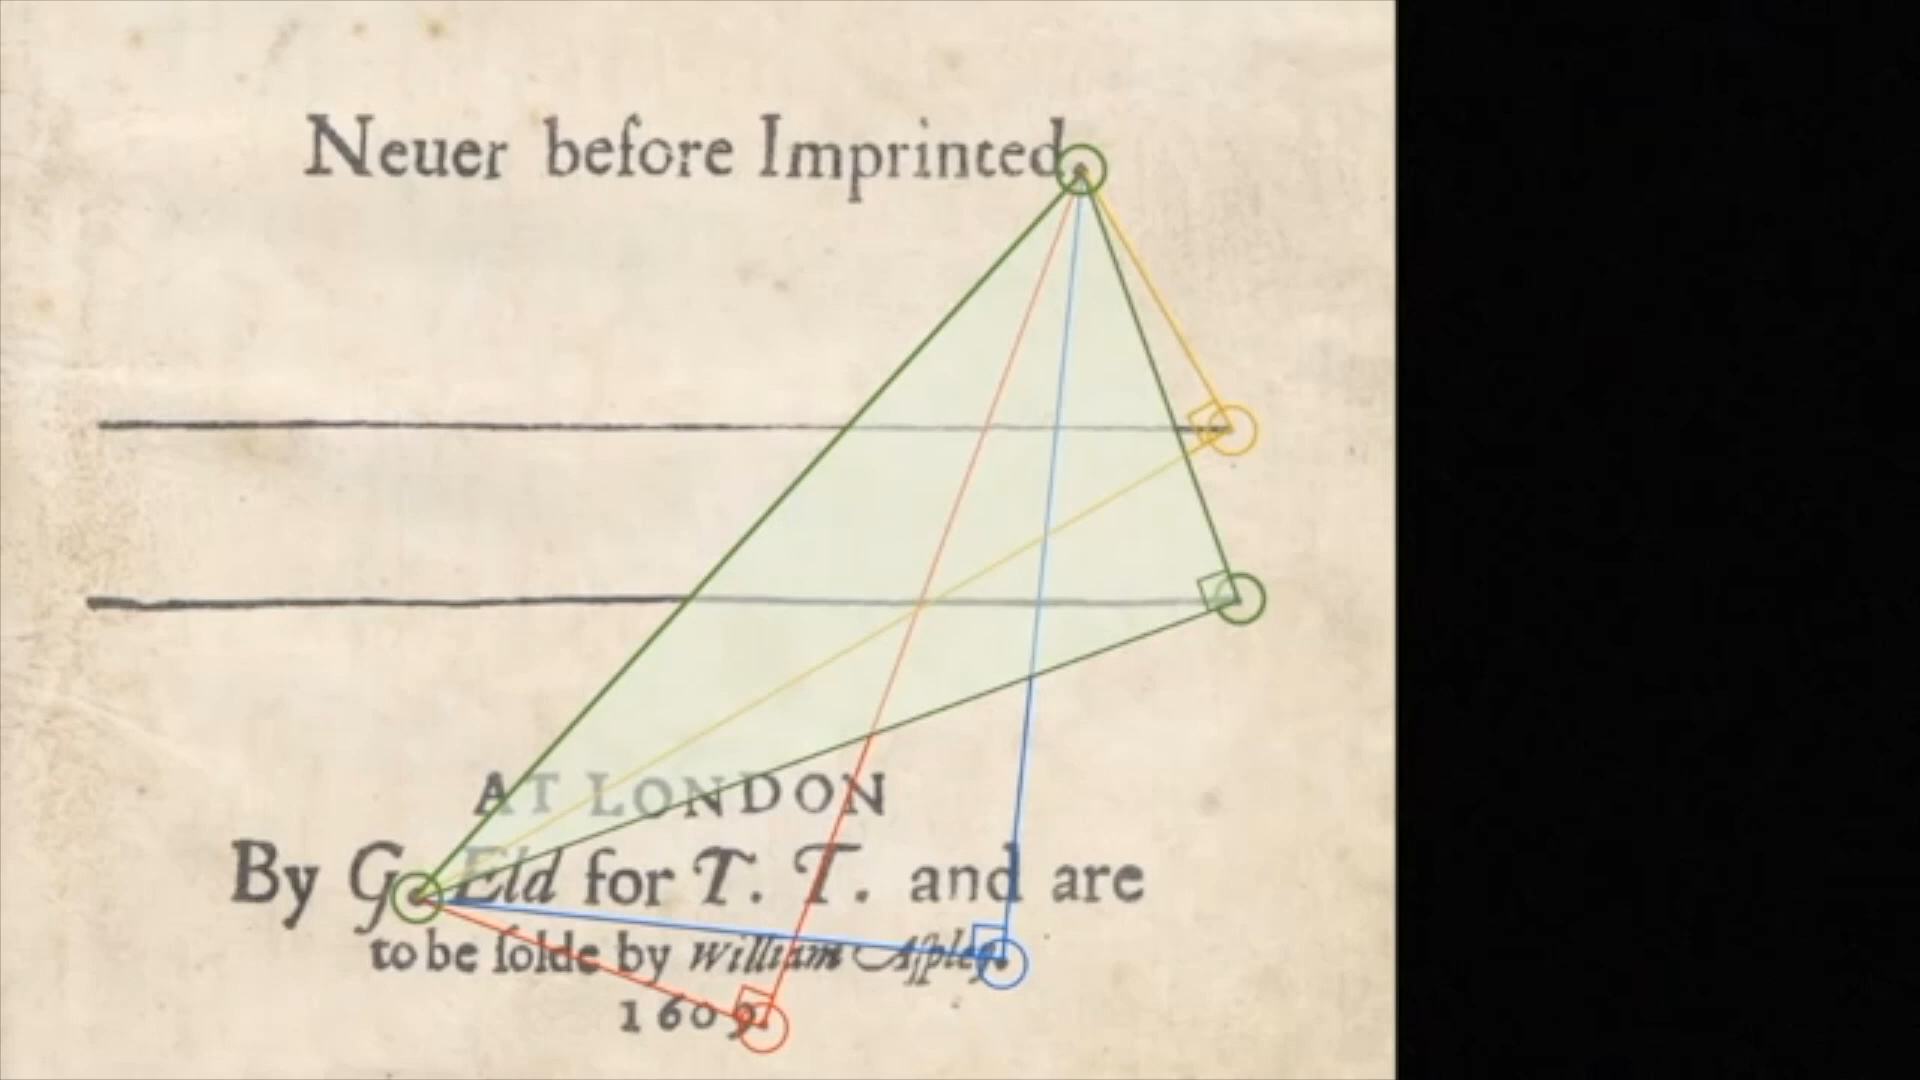 Neuer before Imprinted.
AT LONDON
By G. Eld for T. T. and are
to be ſolde by William Aſpley.
1609.